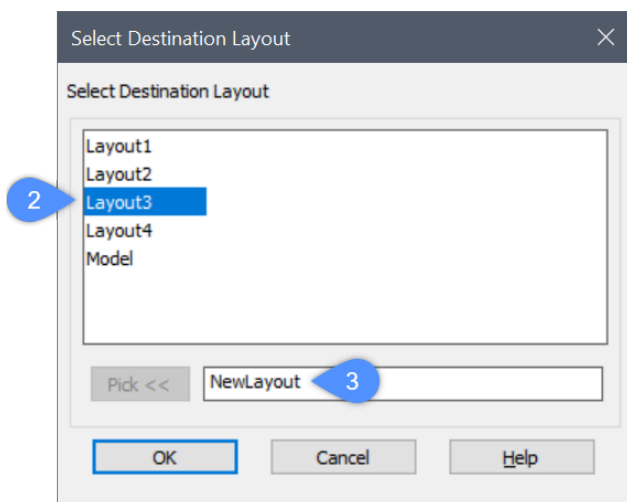 Select Destination Layout
Select Destination Layout
Layout1
Layout2
2
Layout3
Layout4
Model
Pick <<
NewLayout
3
OK
Cancel
Help